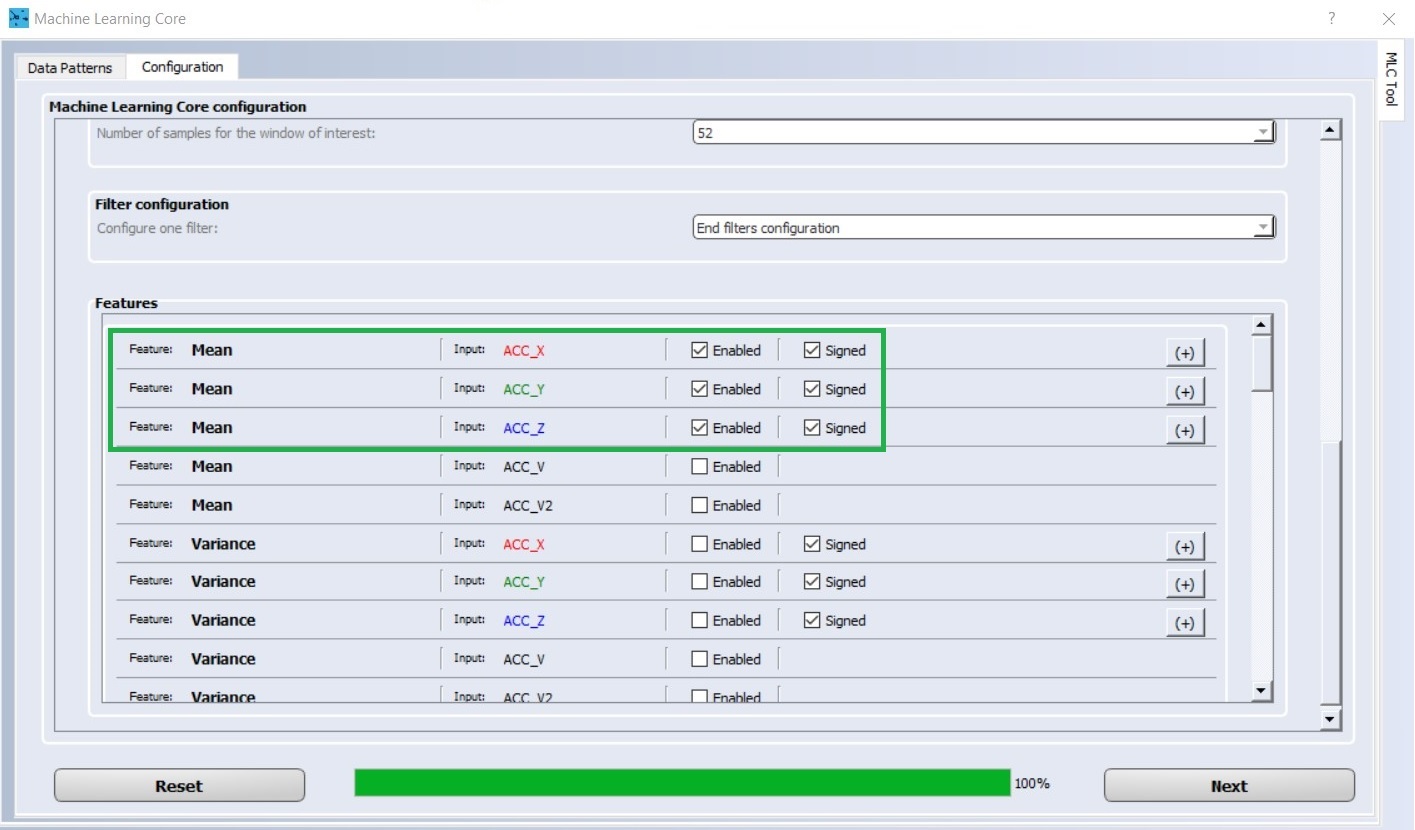 Machine Learning Core ?
MLC Tool
Data Patterns Configuration
Machine Learning Core configuration
Number of samples for the window of interest: 52
Filter configuration
Configure one filter: End filters configuration
Features
Feature: Mean Input: ACC_X Enabled Signed (+)
Feature: Mean Input: ACC_Y Enabled Signed (+)
Feature: Mean Input: ACC_Z Enabled Signed (+)
Feature: Mean Input: ACC_V Enabled
Feature: Mean Input: ACC_V2 Enabled
Feature: Variance Input: ACC_X Enabled Signed (+)
Feature: Variance Input: ACC_Y Enabled Signed (+)
Feature: Variance Input: ACC_Z Enabled Signed (+)
Feature: Variance Input: ACC_V Enabled
Feature: Variance Input: ACC_V2 Enabled
Reset 100% Next